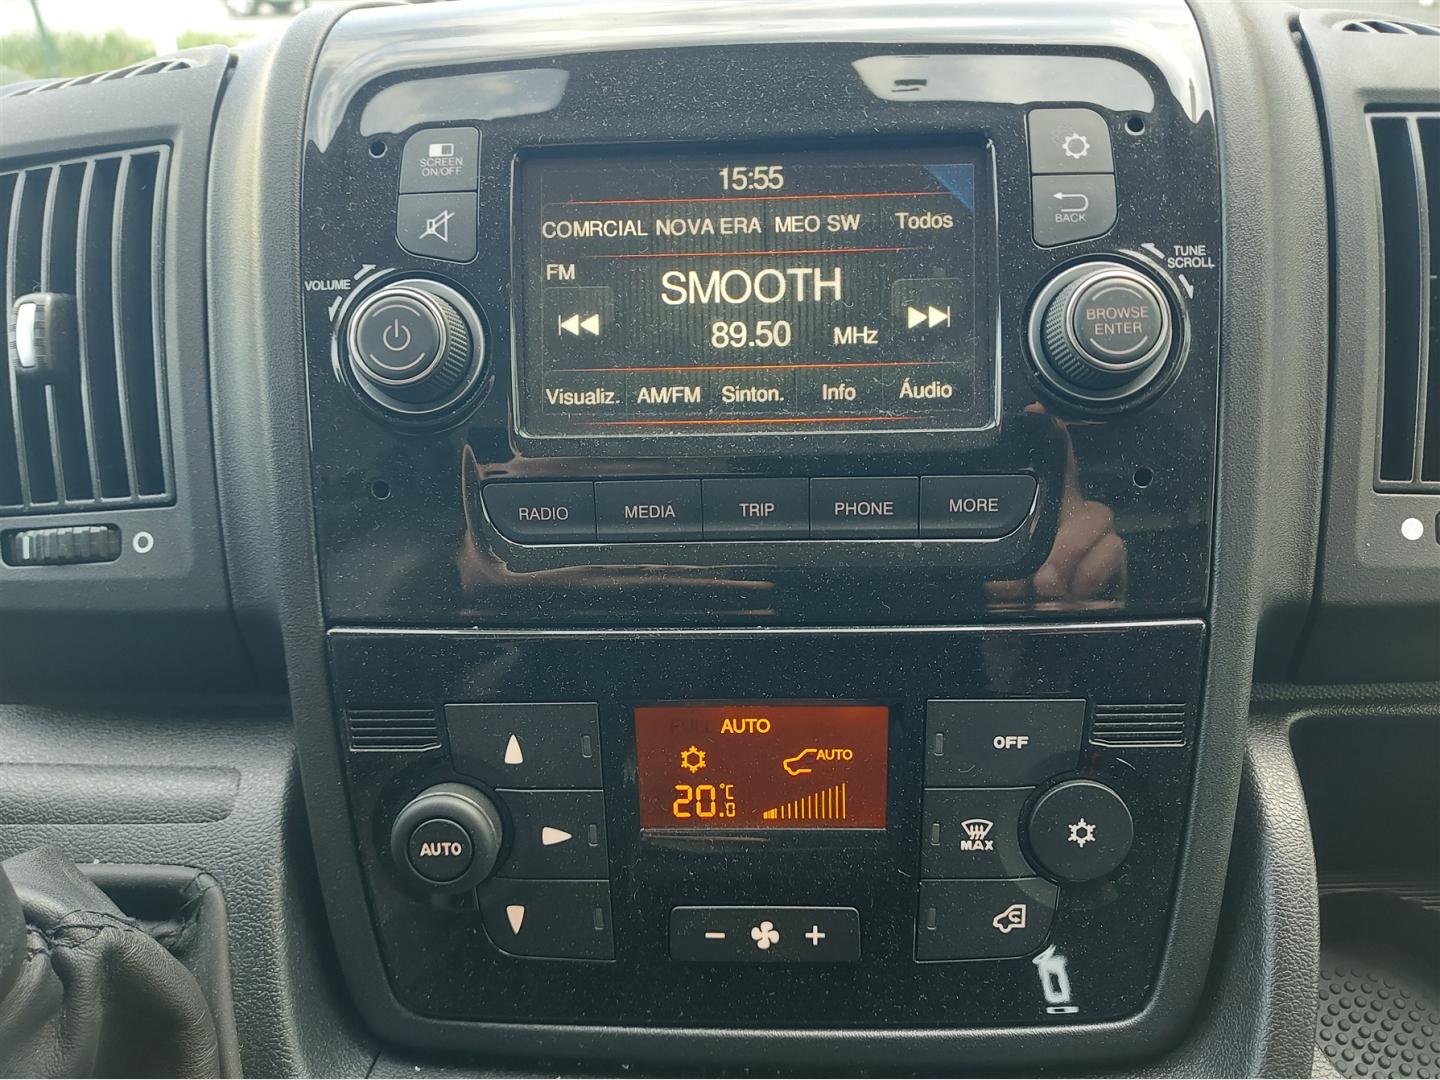 SCREEN
ON/OFF
VOLUME
15:55
COMRCIAL NOVA ERA MEO SW Todos
FM
SMOOTH
89.50 MHz
Visualiz. AM/FM Sinton. Info Áudio
BACK
TUNE
SCROLL
BROWSE
ENTER
RADIO MEDIA TRIP PHONE MORE
AUTO
AUTO
20.0 °C
AUTO
OFF
MAX